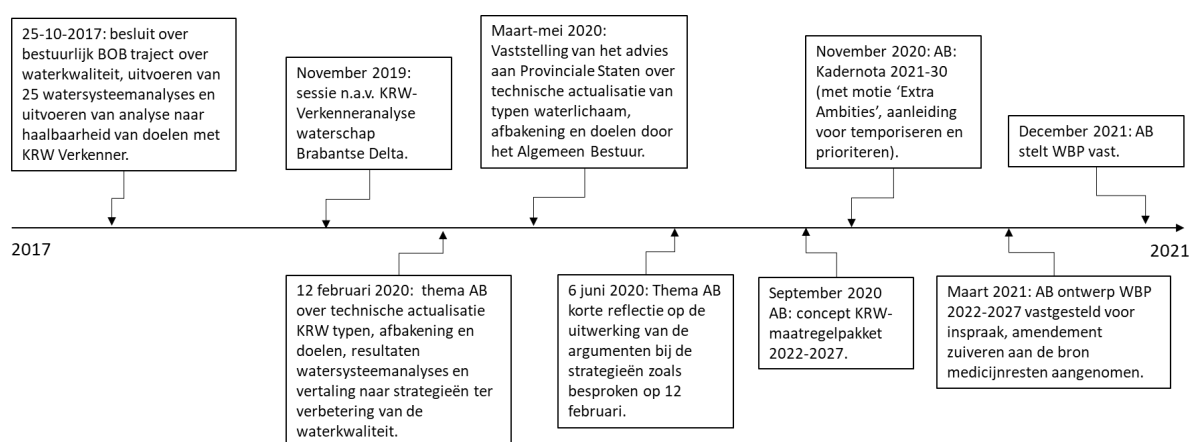 25-10-2017: besluit over
bestuurlijk BOB traject over
waterkwaliteit, uitvoeren van
25 watersysteemanalyses en
uitvoeren van analyse naar
haalbaarheid van doelen met
KRW Verkenner.
November 2019:
sessie n.a.v. KRW-
Verkenneranalyse
waterschap
Brabantse Delta.
Maart-mei 2020:
Vaststelling van het advies
aan Provinciale Staten over
technische actualisatie van
typen waterlichaam,
afbakening en doelen door
het Algemeen Bestuur.
November 2020: AB:
Kadernota 2021-30
(met motie ‘Extra
Ambities’, aanleiding
voor temporiseren en
prioriteren).
December 2021: AB
stelt WBP vast.
2017
2021
12 februari 2020:  thema AB
over technische actualisatie
KRW typen, afbakening en
doelen, resultaten
watersysteemanalyses en
vertaling naar strategieën ter
verbetering van de
waterkwaliteit.
6 juni 2020: Thema AB
korte reflectie op de
uitwerking van de
argumenten bij de
strategieën zoals
besproken op 12
februari.
September 2020
AB: concept KRW-
maatregelpakket
2022-2027.
Maart 2021: AB ontwerp WBP
2022-2027 vastgesteld voor
inspraak, amendement
zuiveren aan de bron
medicijnresten aangenomen.